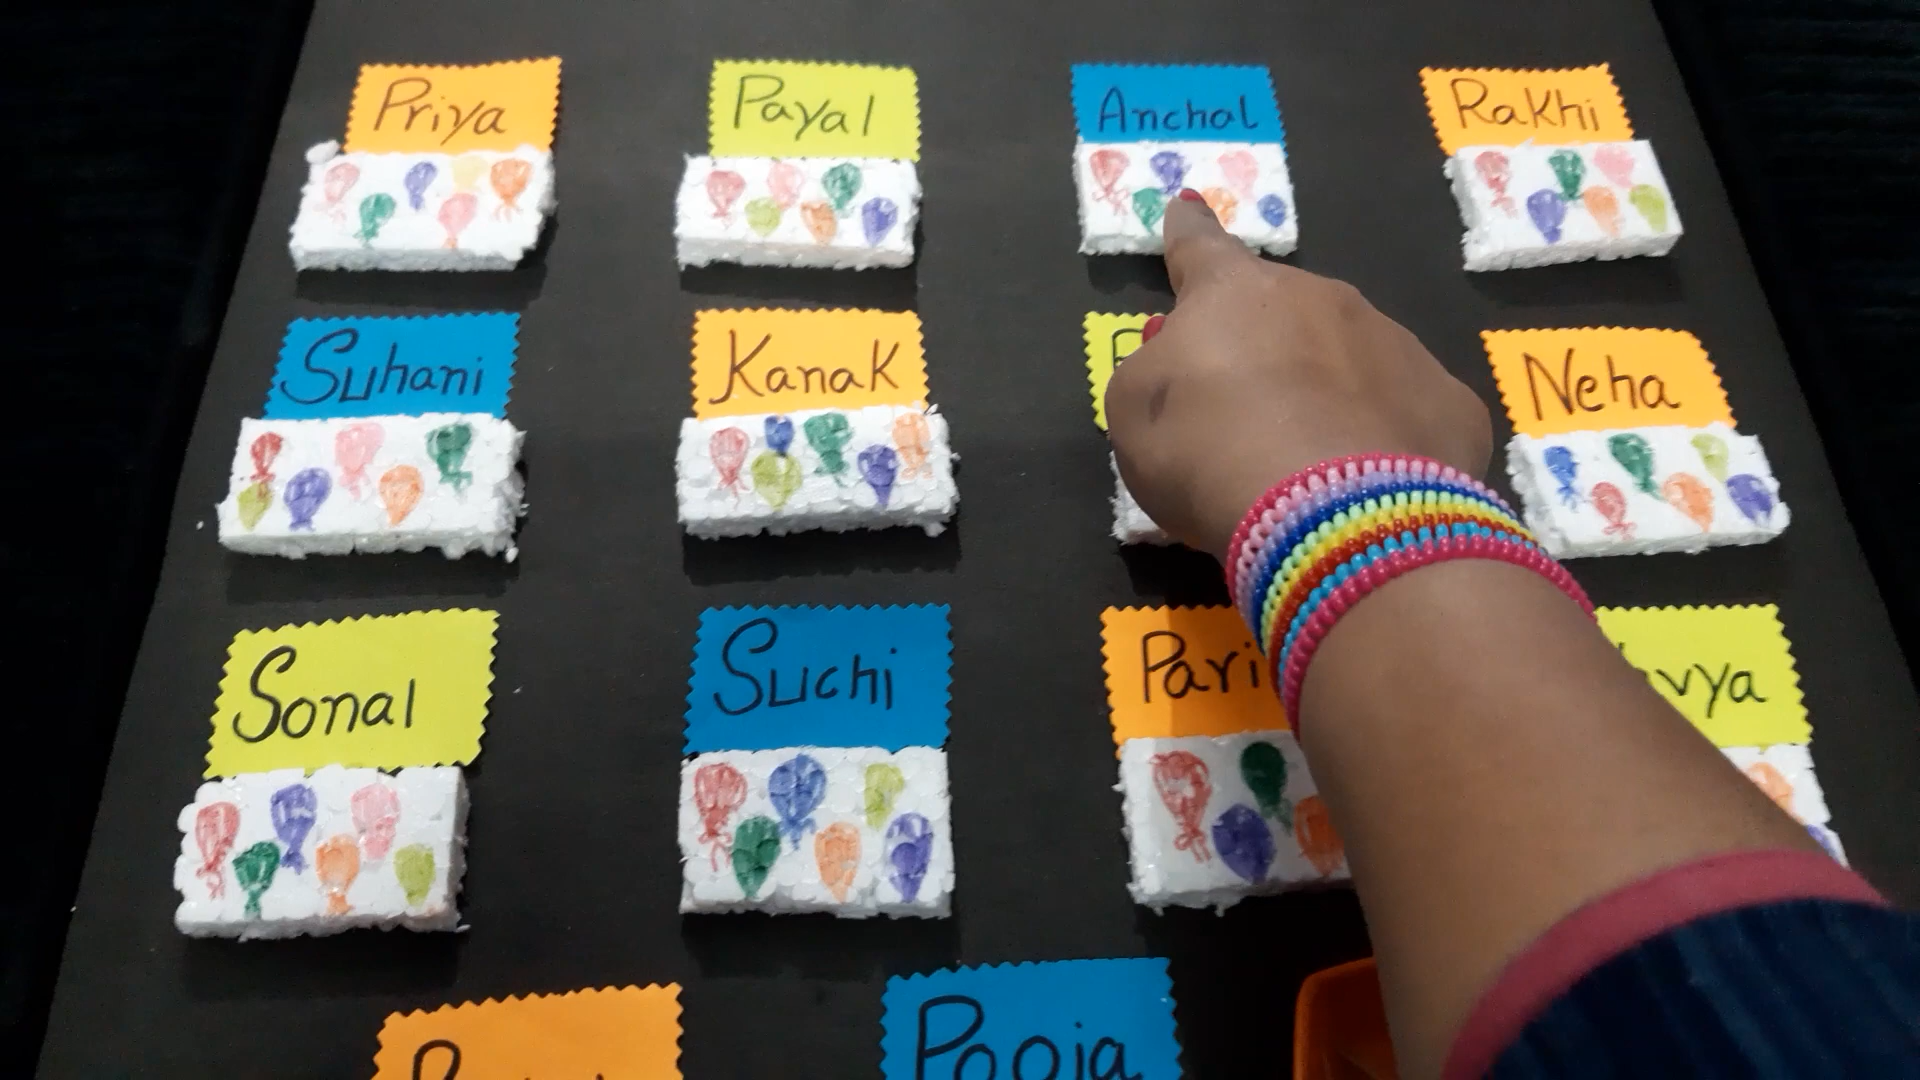 Priya
Payal
Anchal
Rakhi
Suhani
Kanak
Neha
Sonal
Suchi
Pari
Pooja